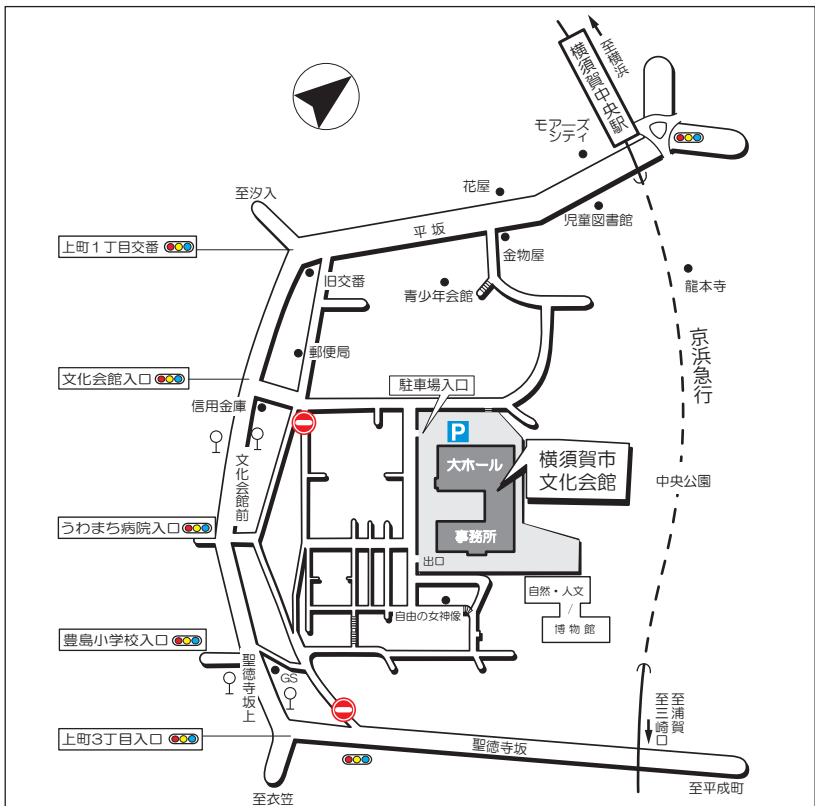 至横浜
横須賀中央駅
モアーズ
シティ
花屋
至汐入
児童図書館
平坂
金物屋
上町1丁目交番
旧交番
青少年会館
龍本寺
京浜急行
郵便局
文化会館入口
駐車場入口
信用金庫
P
大ホール
横須賀市
文化会館
文化会館前
中央公園
うわまち病院入口
事務所
出口
自然・人文
/
博物館
自由の女神像
豊島小学校入口
聖徳寺坂上
GS
至浦賀
至三崎口
上町3丁目入口
聖徳寺坂
至平成町
至衣笠